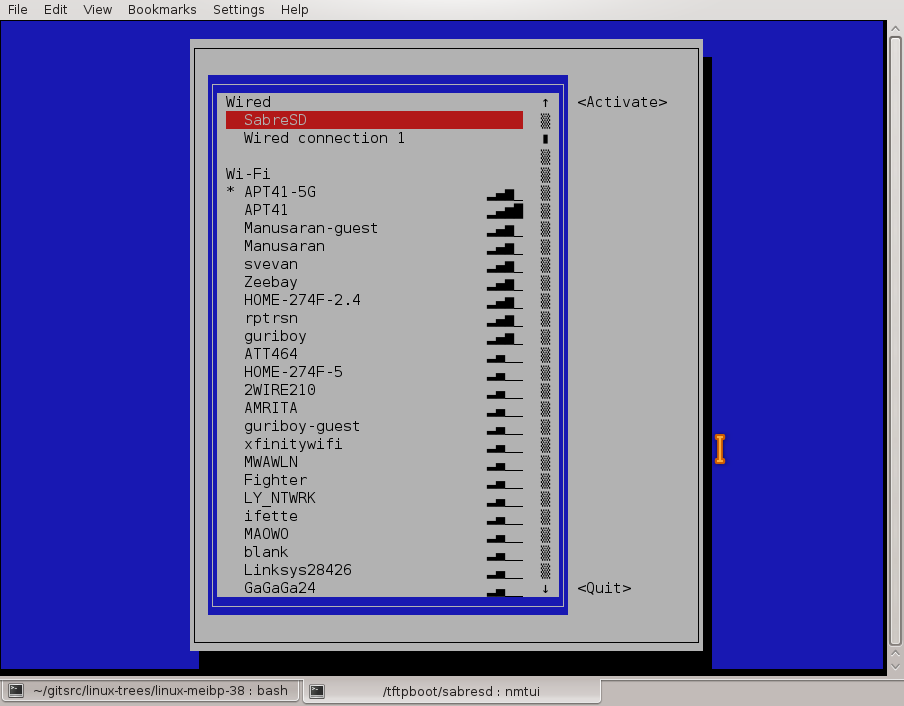 File Edit View Bookmarks Settings Help
Wired ↑ <Activate>
SabreSD
Wired connection 1
Wi-Fi
* APT41-5G
APT41
Manusaran-guest
Manusaran
svevan
Zeebay
HOME-274F-2.4
rptrsn
guriboy
ATT464
HOME-274F-5
2WIRE210
AMRITA
guriboy-guest
xfinitywifi
MWAWLN
Fighter
LY_NTWRK
ifette
MAOWO
blank
Linksys28426
GaGaGa24 ↓ <Quit>
~/gitsrc/linux-trees/linux-meibp-38 : bash /tftpboot/sabresd : nmtui